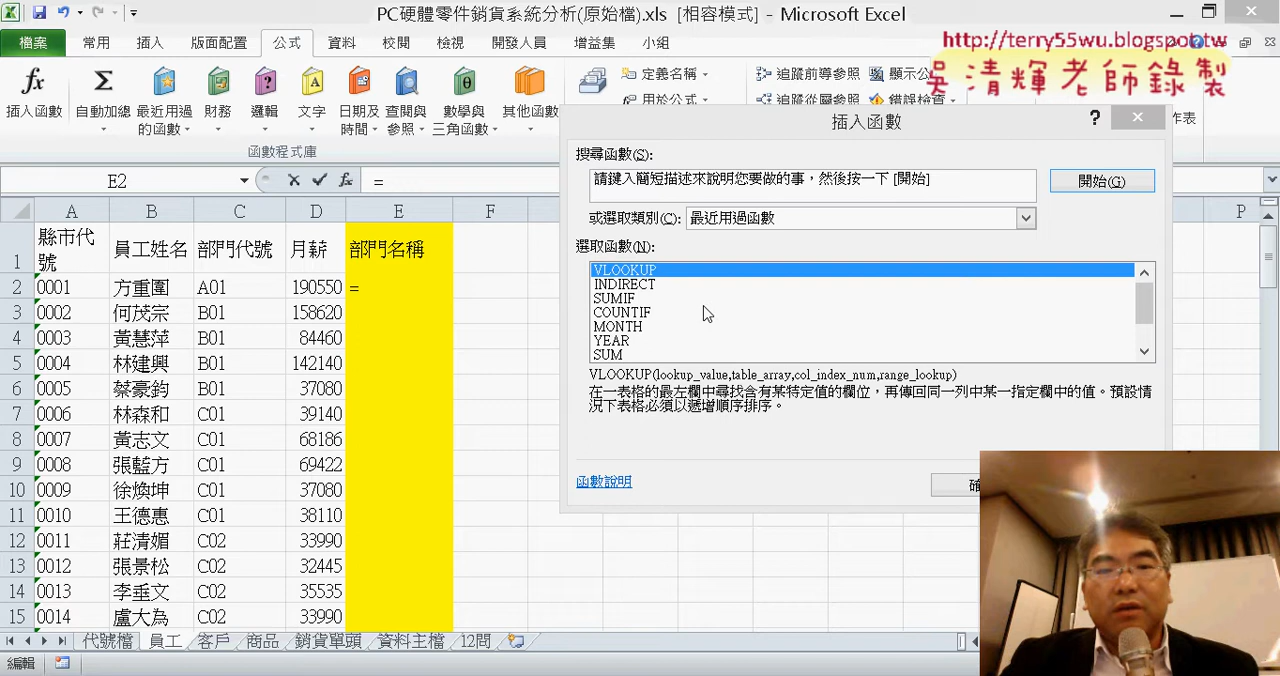 PC硬體零件銷貨系統分析(原始檔).xls [相容模式] - Microsoft Excel
檔案 常用 插入 版面配置 公式 資料 校閱 檢視 開發人員 增益集 小組
http://terry55wu.blogspot.tw
吳清輝老師錄製
fx Σ ? A θ
插入函數 自動加總 最近用過的函數 財務 邏輯 文字 日期及時間 查閱與參照 數學與三角函數 其他函數
定義名稱 追蹤前導參照 顯示公
用於公式 追蹤從屬參照 錯誤檢查
函數程式庫
作表
E2 fx =
插入函數 ?
搜尋函數(S):
請鍵入簡短描述來說明您要做的事，然後按一下 [開始]
開始(G)
或選取類別(C): 最近用過函數
選取函數(N):
VLOOKUP
INDIRECT
SUMIF
COUNTIF
MONTH
YEAR
SUM
VLOOKUP(lookup_value,table_array,col_index_num,range_lookup)
在一表格的最左欄中尋找含有某特定值的欄位，再傳回同一列中某一指定欄中的值。預設情
況下表格必須以遞增順序排序。
函數說明
確
A B C D E F P
1 縣市代號 員工姓名 部門代號 月薪 部門名稱
2 0001 方重圍 A01 190550 =
3 0002 何茂宗 B01 158620
4 0003 黃慧萍 B01 84460
5 0004 林建興 B01 142140
6 0005 蔡豪鈞 B01 37080
7 0006 林森和 C01 39140
8 0007 黃志文 C01 68186
9 0008 張藍方 C01 69422
10 0009 徐煥坤 C01 37080
11 0010 王德惠 C01 38110
12 0011 莊清媚 C02 33990
13 0012 張景松 C02 32445
14 0013 李垂文 C02 35535
15 0014 盧大為 C02 33990
代號檔 員工 客戶 商品 銷貨單頭 資料主檔 12問
編輯